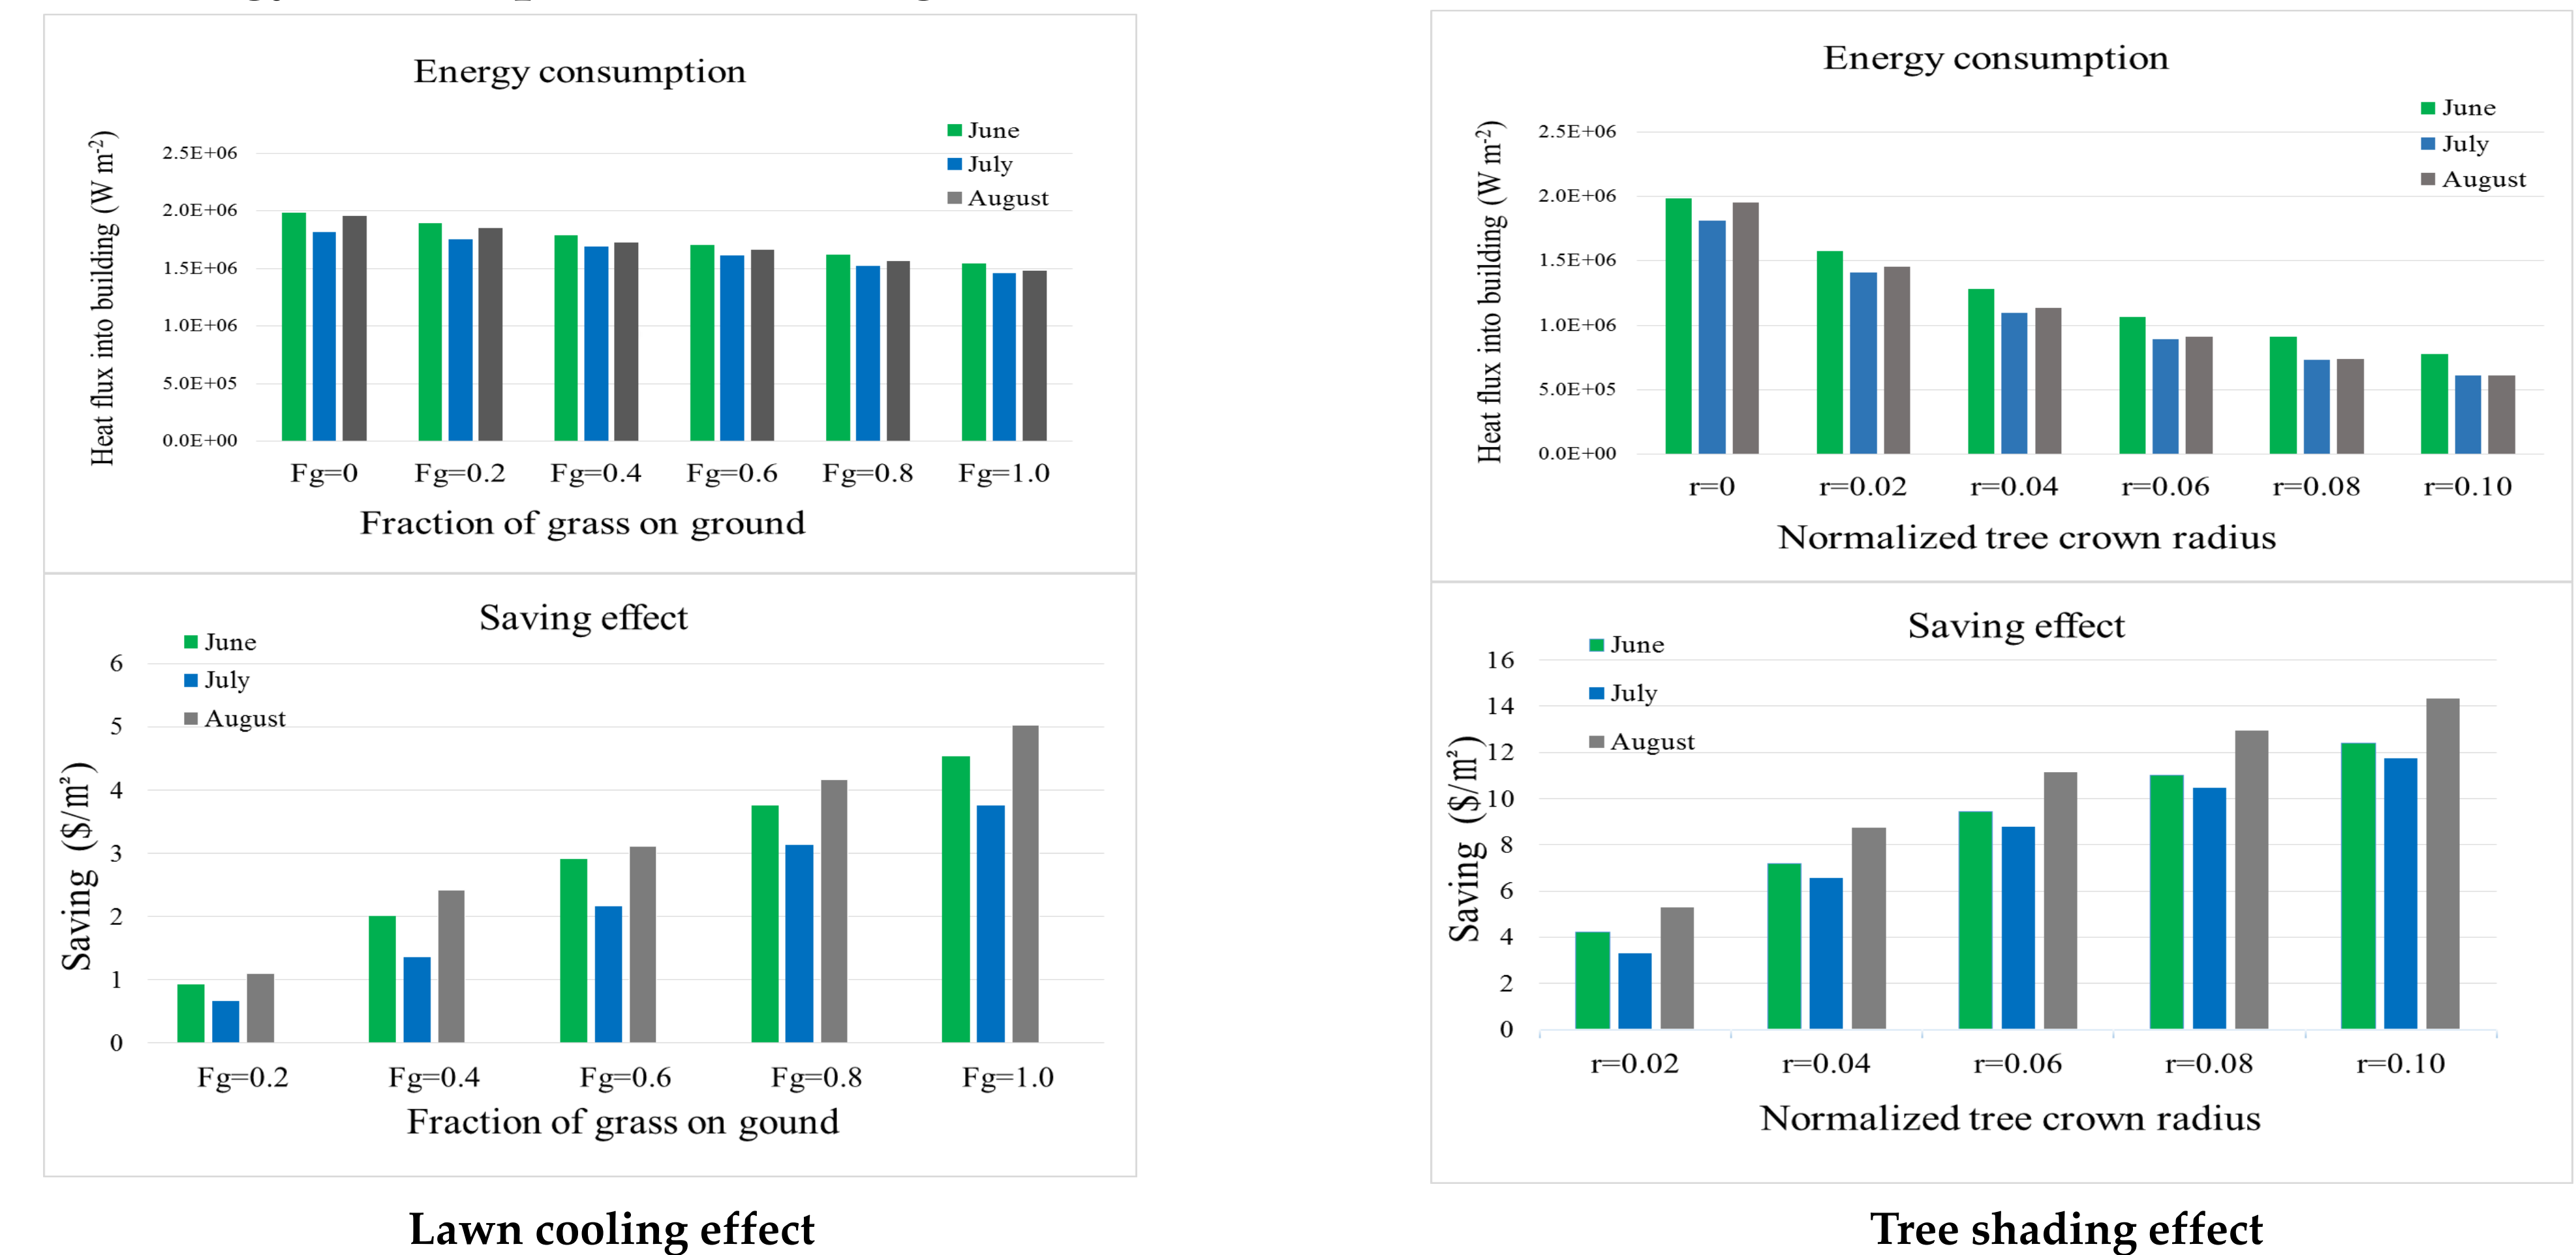 Energy consumption
June
July
August
Heat flux into building (W m-2)
2.5E+06
2.0E+06
1.5E+06
1.0E+06
5.0E+05
0.0E+00
Fg=0 Fg=0.2 Fg=0.4 Fg=0.6 Fg=0.8 Fg=1.0
Fraction of grass on ground
Saving effect
June
July
August
Saving ($/m²)
6
5
4
3
2
1
0
Fg=0.2 Fg=0.4 Fg=0.6 Fg=0.8 Fg=1.0
Fraction of grass on gound
Lawn cooling effect
Energy consumption
June
July
August
Heat flux into building (W m-2)
2.5E+06
2.0E+06
1.5E+06
1.0E+06
5.0E+05
0.0E+00
r=0 r=0.02 r=0.04 r=0.06 r=0.08 r=0.10
Normalized tree crown radius
Saving effect
June
July
August
Saving ($/m²)
16
14
12
10
8
6
4
2
0
r=0.02 r=0.04 r=0.06 r=0.08 r=0.10
Normalized tree crown radius
Tree shading effect